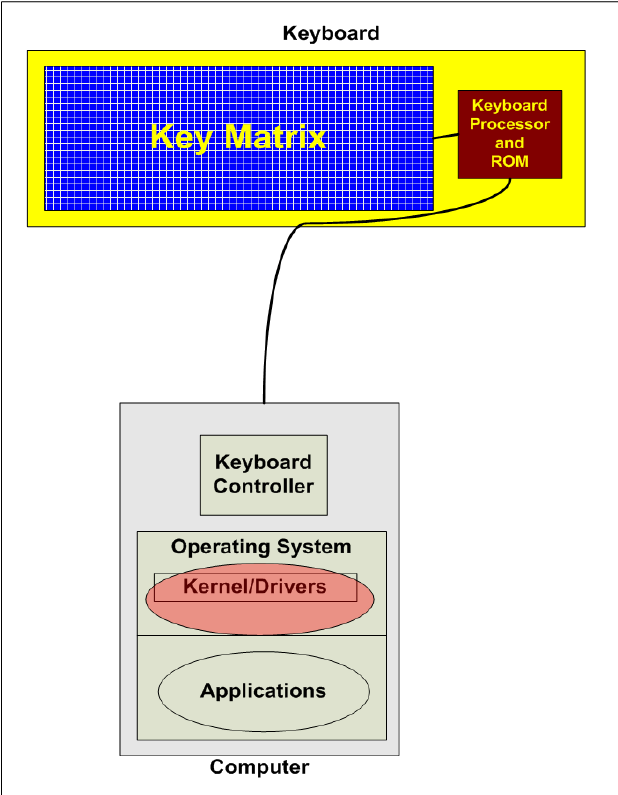 Keyboard
Key Matrix
Keyboard
Processor
and
ROM
Keyboard
Controller
Operating System
Kernel/Drivers
Applications
Computer